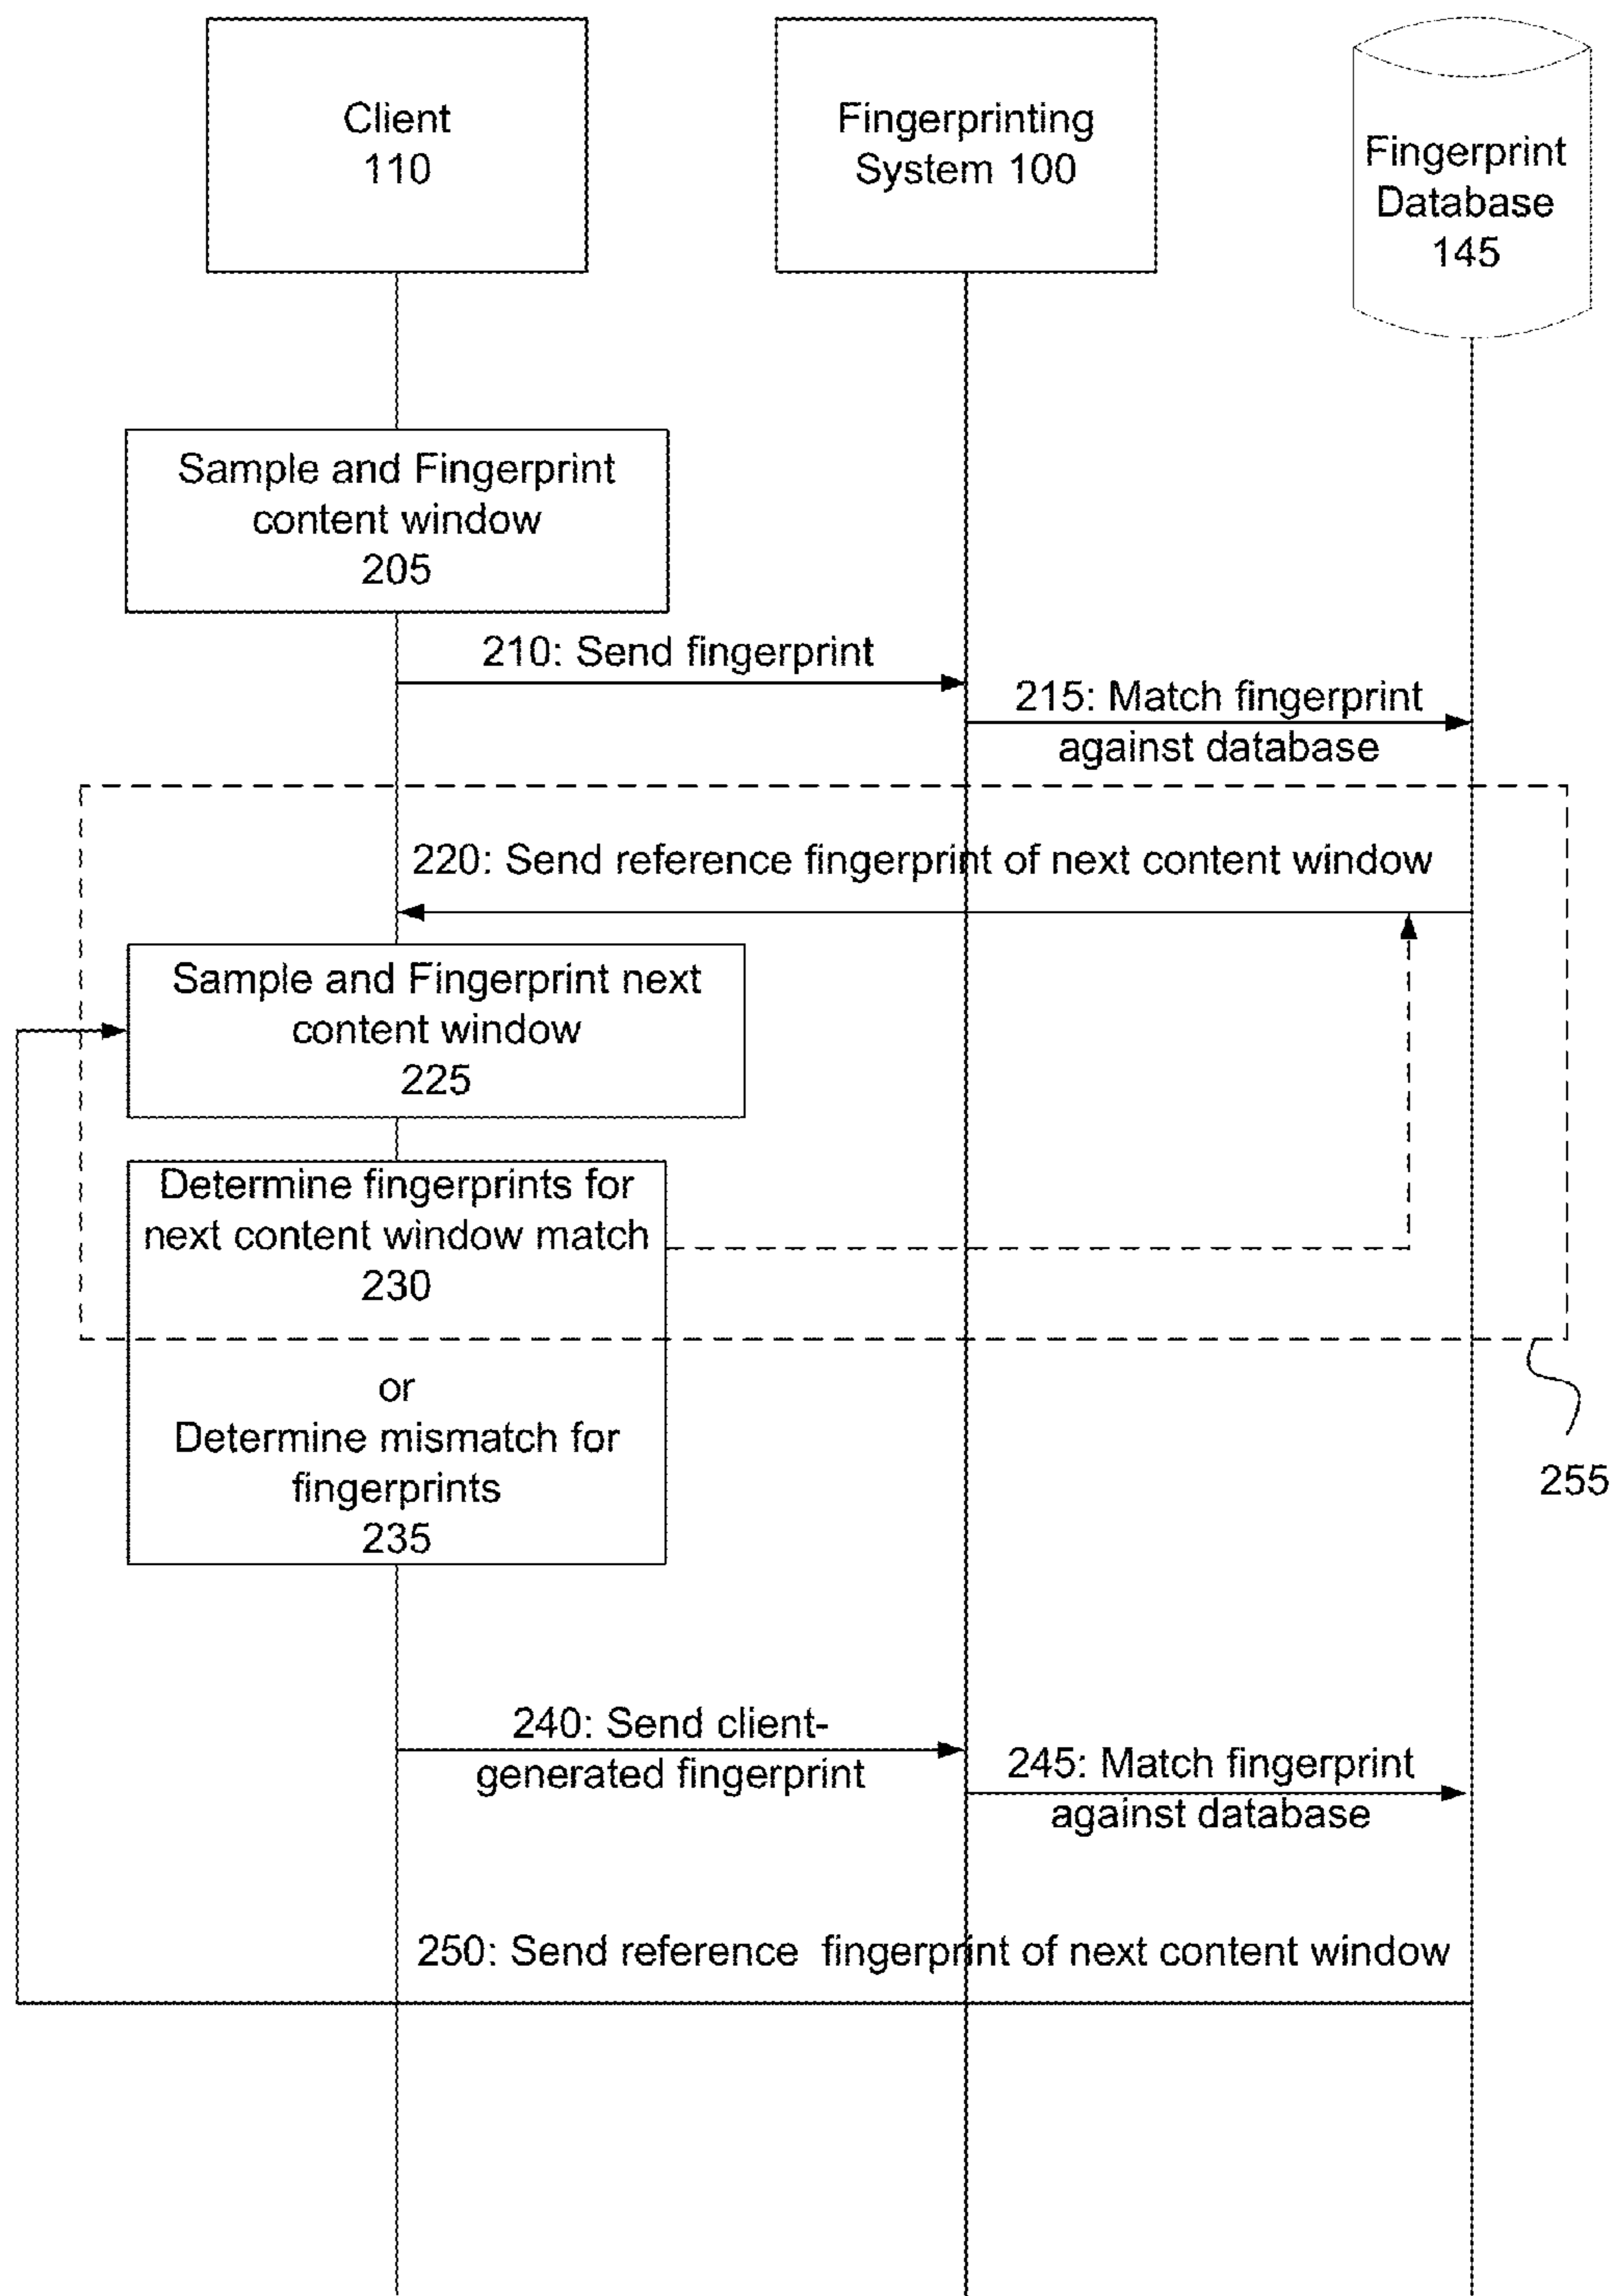 Client
110
Fingerprinting
System 100
Fingerprint
Database
145
Sample and Fingerprint
content window
205
210: Send fingerprint
215: Match fingerprint
against database
220: Send reference fingerprint of next content window
Sample and Fingerprint next
content window
225
Determine fingerprints for
next content window match
230
or
Determine mismatch for
fingerprints
235
255
240: Send client-
generated fingerprint
245: Match fingerprint
against database
250: Send reference fingerprint of next content window